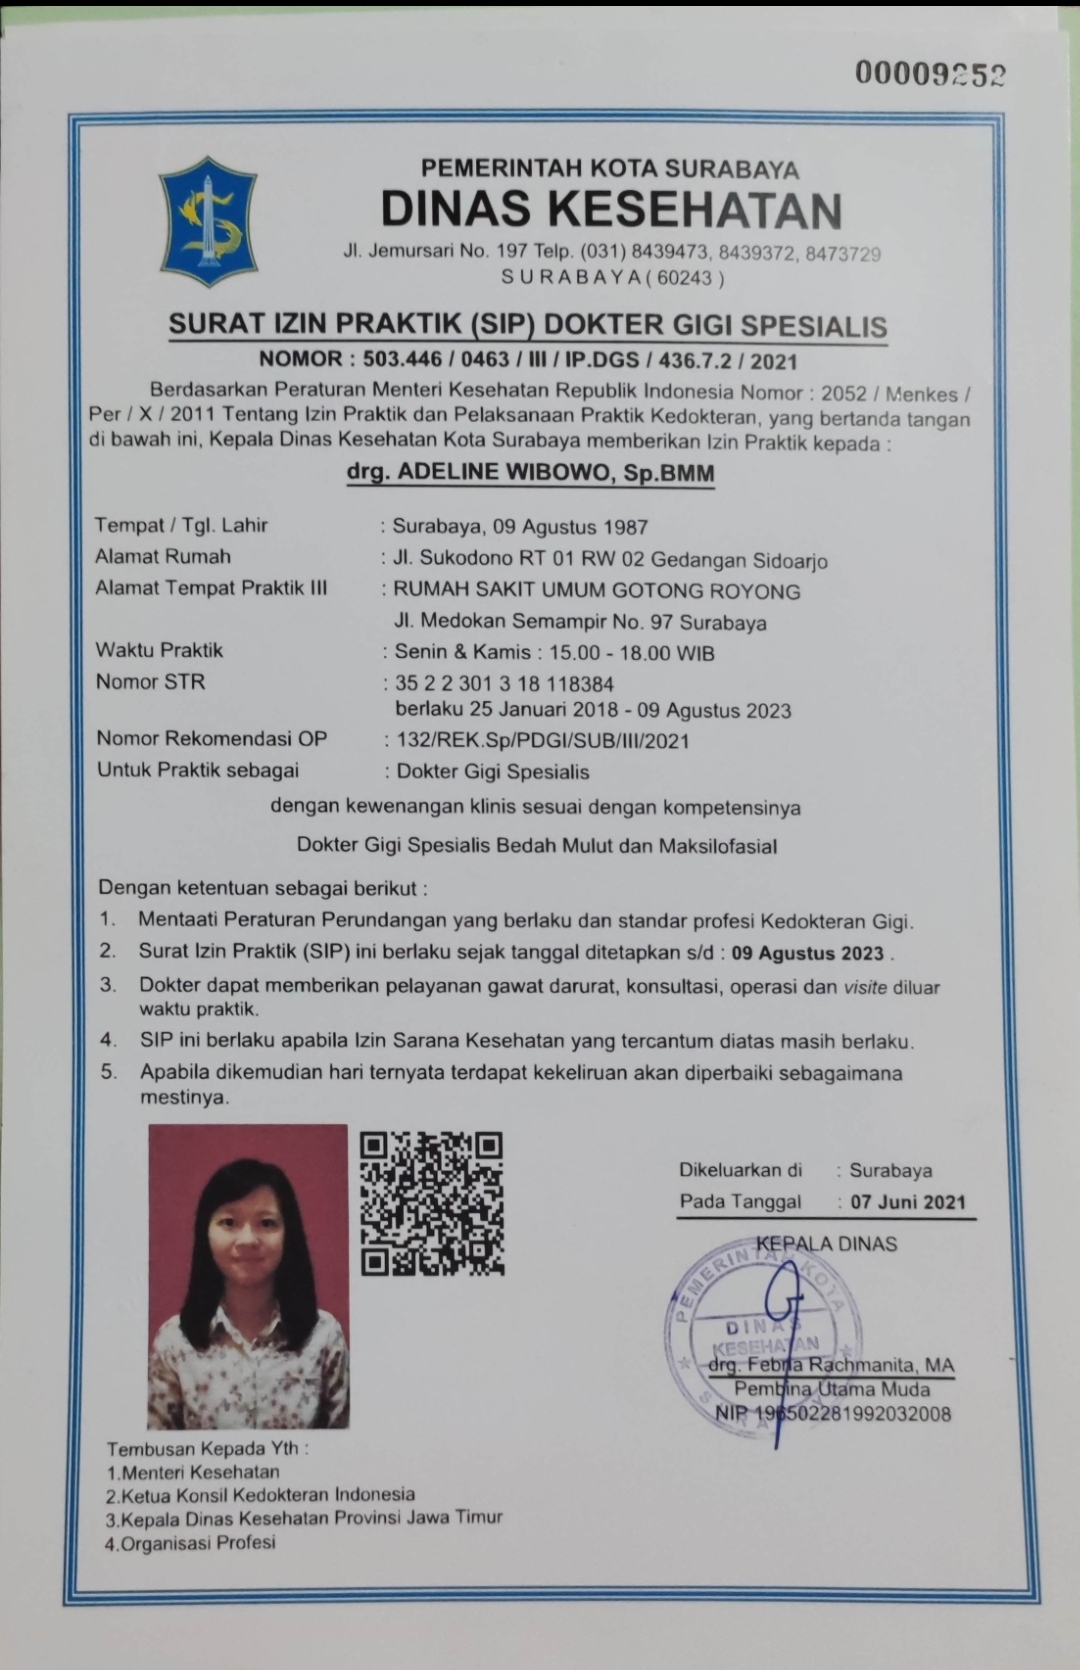 00009252
PEMERINTAH KOTA SURABAYA
DINAS KESEHATAN
Jl. Jemursari No. 197 Telp. (031) 8439473, 8439372, 8473729
SURABAYA ( 60243 )
SURAT IZIN PRAKTIK (SIP) DOKTER GIGI SPESIALIS
NOMOR : 503.446 / 0463 / III / IP.DGS / 436.7.2 / 2021
Berdasarkan Peraturan Menteri Kesehatan Republik Indonesia Nomor : 2052 / Menkes /
Per / X / 2011 Tentang Izin Praktik dan Pelaksanaan Praktik Kedokteran, yang bertanda tangan
di bawah ini, Kepala Dinas Kesehatan Kota Surabaya memberikan Izin Praktik kepada :
drg. ADELINE WIBOWO, Sp.BMM
Tempat / Tgl. Lahir : Surabaya, 09 Agustus 1987
Alamat Rumah : Jl. Sukodono RT 01 RW 02 Gedangan Sidoarjo
Alamat Tempat Praktik III : RUMAH SAKIT UMUM GOTONG ROYONG
Jl. Medokan Semampir No. 97 Surabaya
Waktu Praktik : Senin & Kamis : 15.00 - 18.00 WIB
Nomor STR : 35 2 2 301 3 18 118384
berlaku 25 Januari 2018 - 09 Agustus 2023
Nomor Rekomendasi OP : 132/REK.Sp/PDGI/SUB/III/2021
Untuk Praktik sebagai : Dokter Gigi Spesialis
dengan kewenangan klinis sesuai dengan kompetensinya
Dokter Gigi Spesialis Bedah Mulut dan Maksilofasial
Dengan ketentuan sebagai berikut :
1. Mentaati Peraturan Perundangan yang berlaku dan standar profesi Kedokteran Gigi.
2. Surat Izin Praktik (SIP) ini berlaku sejak tanggal ditetapkan s/d : 09 Agustus 2023 .
3. Dokter dapat memberikan pelayanan gawat darurat, konsultasi, operasi dan visite diluar
waktu praktik.
4. SIP ini berlaku apabila Izin Sarana Kesehatan yang tercantum diatas masih berlaku.
5. Apabila dikemudian hari ternyata terdapat kekeliruan akan diperbaiki sebagaimana
mestinya.
Dikeluarkan di : Surabaya
Pada Tanggal : 07 Juni 2021
KEPALA DINAS
PEMERINTAH KOTA
DINAS
KESEHATAN
SURABAYA
drg. Febria Rachmanita, MA
Pembina Utama Muda
NIP 196502281992032008
Tembusan Kepada Yth :
1.Menteri Kesehatan
2.Ketua Konsil Kedokteran Indonesia
3.Kepala Dinas Kesehatan Provinsi Jawa Timur
4.Organisasi Profesi